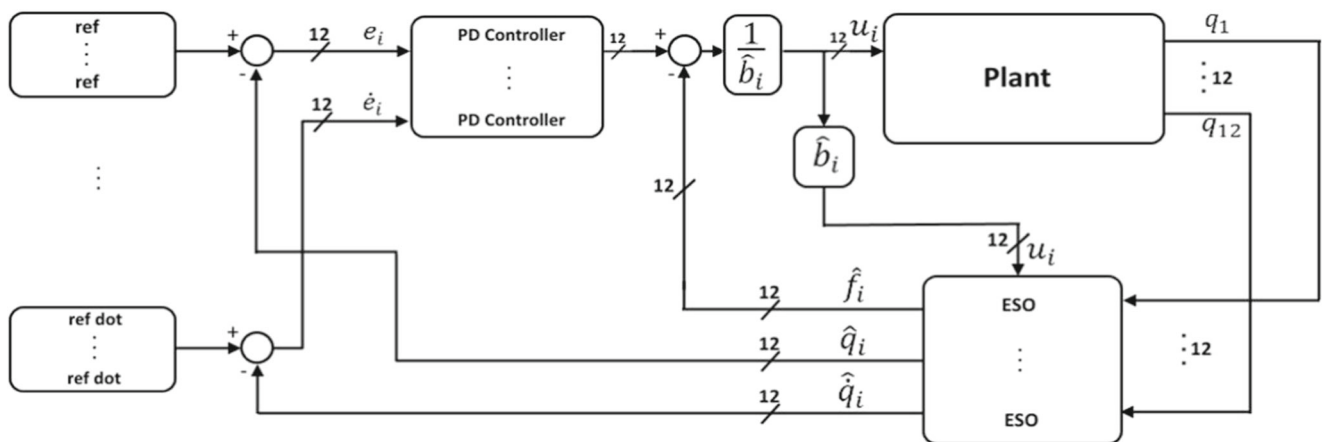 ref
⋮
ref
⋮
ref dot
⋮
ref dot
+
-
+
-
12
e_i
12
ė_i
PD Controller
⋮
PD Controller
12
+
-
12
1
b̂_i
12
u_i
b̂_i
Plant
q_1
⋮ 12
q_12
12
u_i
ESO
⋮
ESO
⋮ 12
12
f̂_i
12
q̂_i
12
q̇̂_i